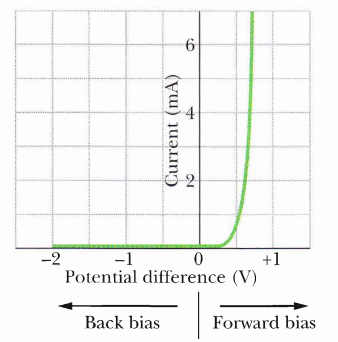 6
4
2
Current (mA)
−2 −1 0 +1
Potential difference (V)
Back bias Forward bias